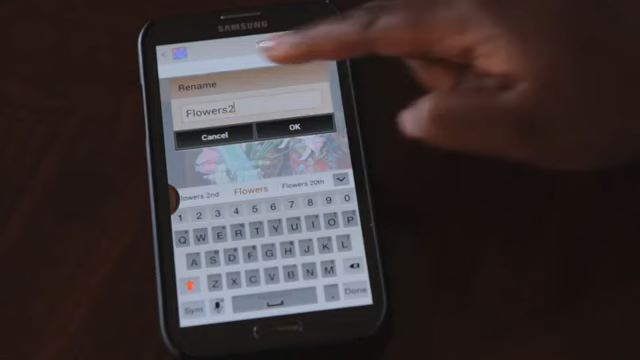 SAMSUNG
Rename
Flowers2
Cancel OK
lowers 2nd Flowers Flowers 20th
1 2 3 4 5 6 7 8 9 0
Q W E R T Y U I O P
A S D F G H J K L
Z X C V B N M
Sym . Done